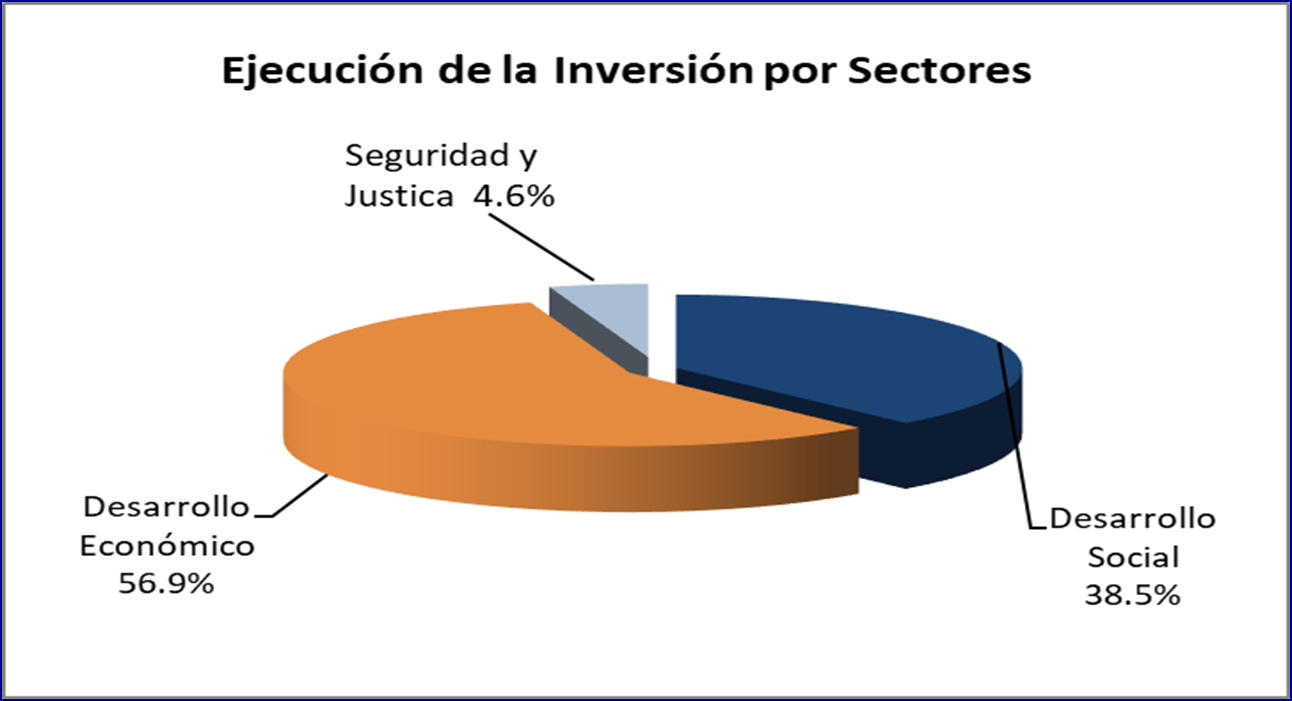 Ejecución de la Inversión por Sectores
Seguridad y
Justica 4.6%
Desarrollo
Económico
56.9%
Desarrollo
Social
38.5%